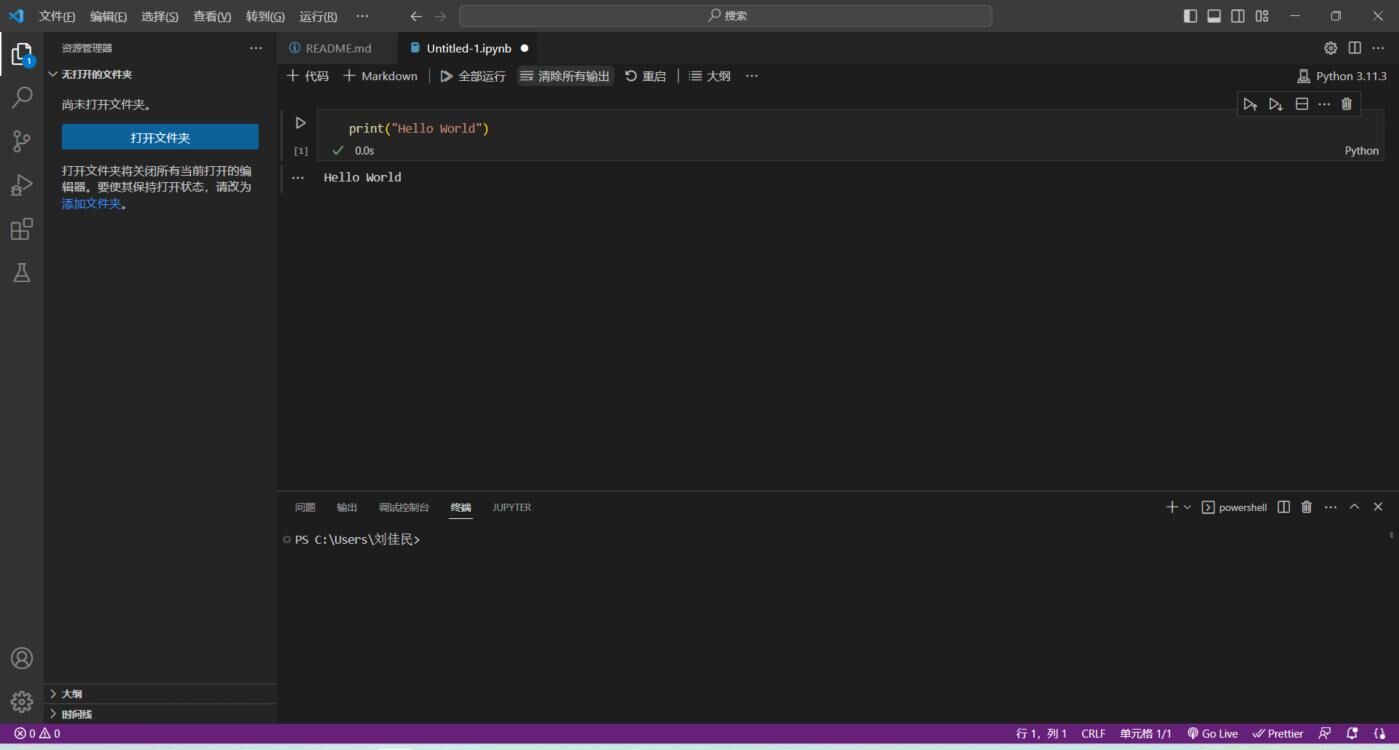 文件(F) 编辑(E) 选择(S) 查看(V) 转到(G) 运行(R) ··· 搜索
资源管理器 ···
README.md Untitled-1.ipynb
无打开的文件夹
代码 Markdown 全部运行 清除所有输出 重启 大纲 ··· Python 3.11.3
尚未打开文件夹。
打开文件夹
打开文件夹将关闭所有当前打开的编
辑器。要使其保持打开状态，请改为
添加文件夹。
print("Hello World")
[1] 0.0s Python
Hello World
问题 输出 调试控制台 终端 JUPYTER powershell
PS C:\Users\刘佳民>
1
大纲
时间线
0 0 行 1，列 1 CRLF 单元格 1/1 Go Live Prettier